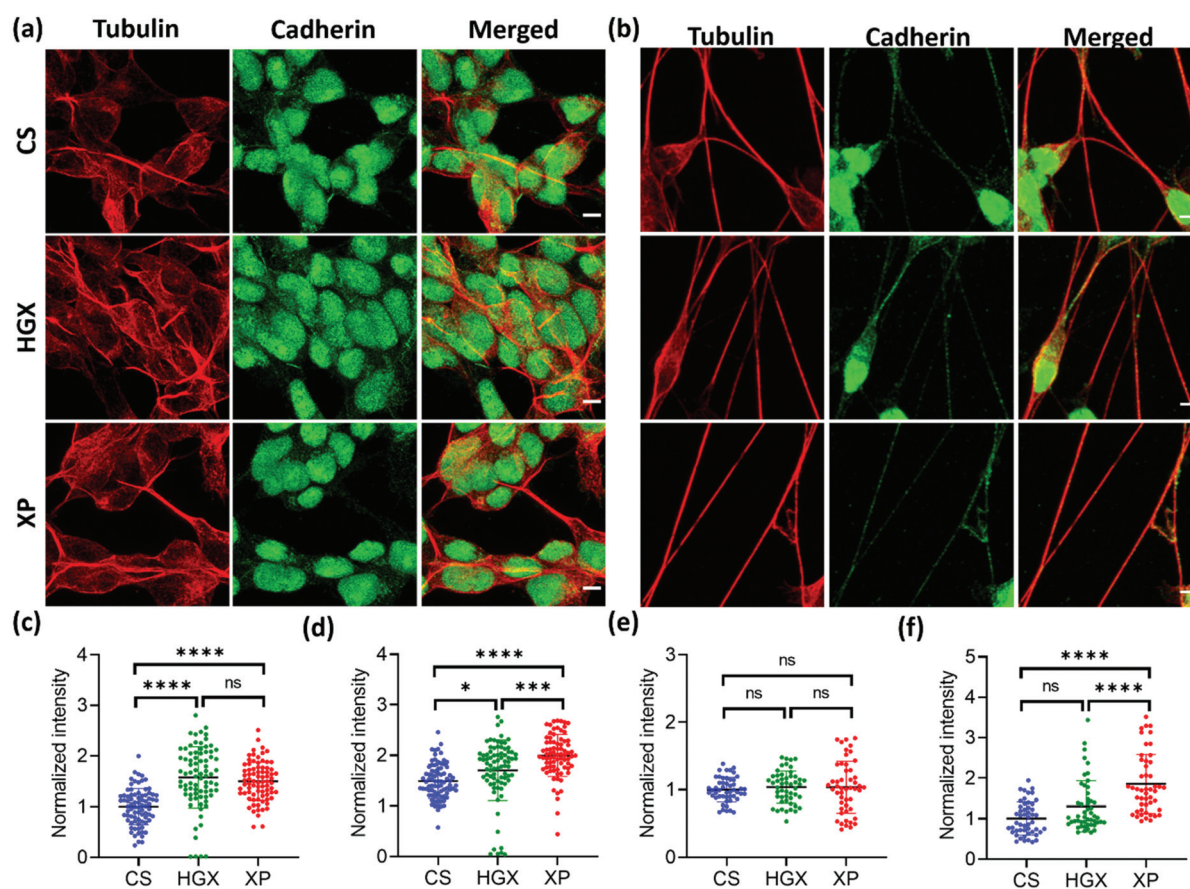 (a) Tubulin Cadherin Merged
(b) Tubulin Cadherin Merged
CS
HGX
XP
(c)
Normalized intensity
4
3
2
1
0
****
****
ns
CS HGX XP
(d)
Normalized intensity
4
3
2
1
0
****
*
***
CS HGX XP
(e)
Normalized intensity
3
2
1
0
ns
ns
ns
CS HGX XP
(f)
Normalized intensity
5
4
3
2
1
0
****
ns
****
CS HGX XP